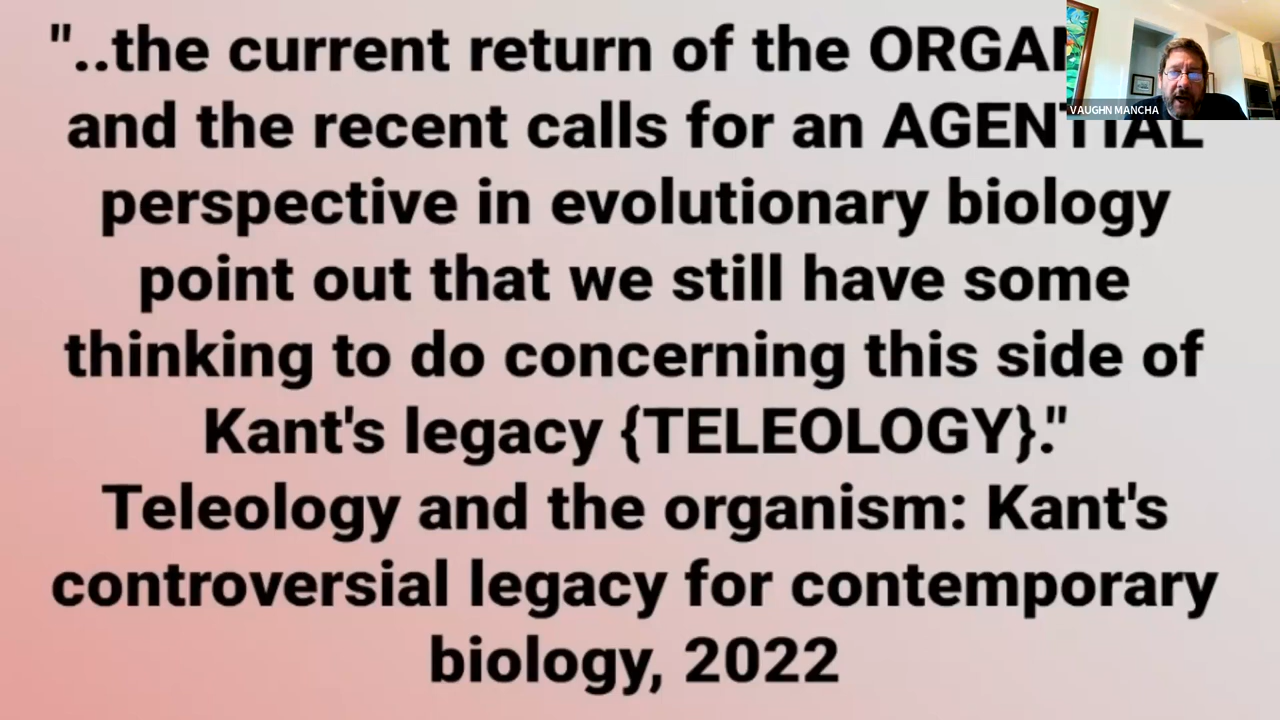 "..the current return of the
and the recent calls for an AGENTIAL
perspective in evolutionary biology
point out that we still have some
thinking to do concerning this side of
Kant's legacy {TELEOLOGY}."
Teleology and the organism: Kant's
controversial legacy for contemporary
biology, 2022
VAUGHN MANCHA